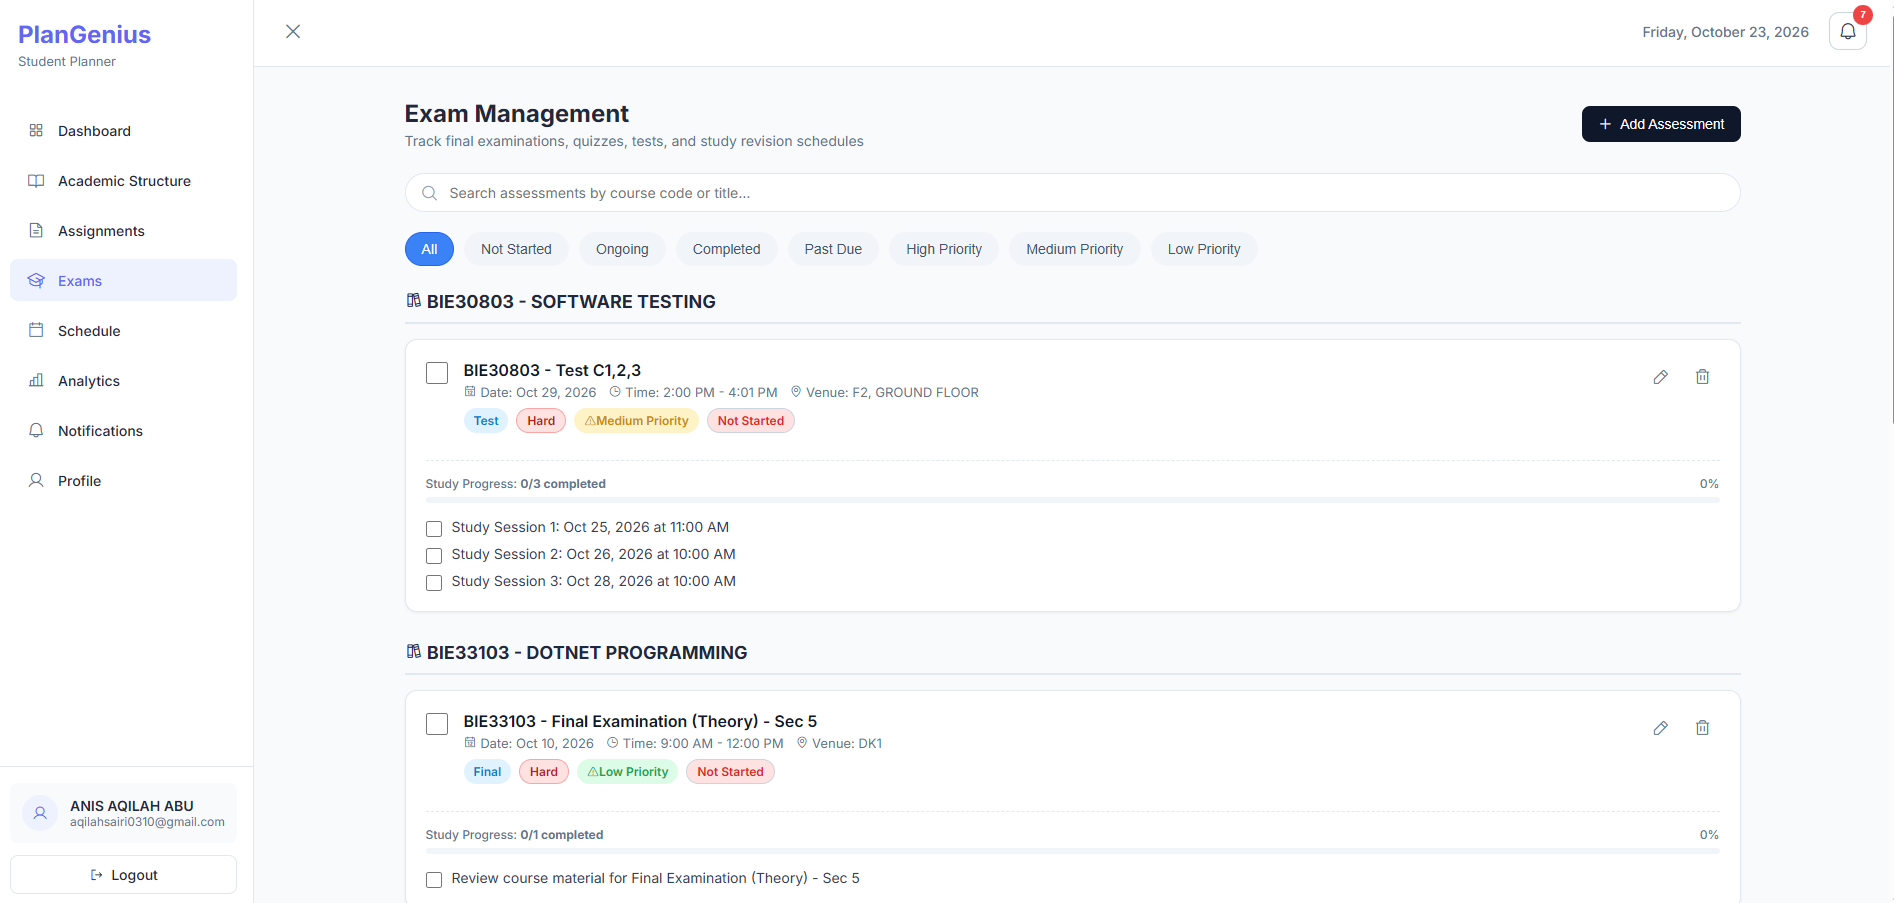 PlanGenius
Student Planner
Dashboard
Academic Structure
Assignments
Exams
Schedule
Analytics
Notifications
Profile
ANIS AQILAH ABU
aqilahsairi0310@gmail.com
Logout
Friday, October 23, 2026
7
Exam Management
Track final examinations, quizzes, tests, and study revision schedules
+ Add Assessment
Search assessments by course code or title...
All Not Started Ongoing Completed Past Due High Priority Medium Priority Low Priority
BIE30803 - SOFTWARE TESTING
BIE30803 - Test C1,2,3
Date: Oct 29, 2026 Time: 2:00 PM - 4:01 PM Venue: F2, GROUND FLOOR
Test Hard Medium Priority Not Started
Study Progress: 0/3 completed 0%
Study Session 1: Oct 25, 2026 at 11:00 AM
Study Session 2: Oct 26, 2026 at 10:00 AM
Study Session 3: Oct 28, 2026 at 10:00 AM
BIE33103 - DOTNET PROGRAMMING
BIE33103 - Final Examination (Theory) - Sec 5
Date: Oct 10, 2026 Time: 9:00 AM - 12:00 PM Venue: DK1
Final Hard Low Priority Not Started
Study Progress: 0/1 completed 0%
Review course material for Final Examination (Theory) - Sec 5